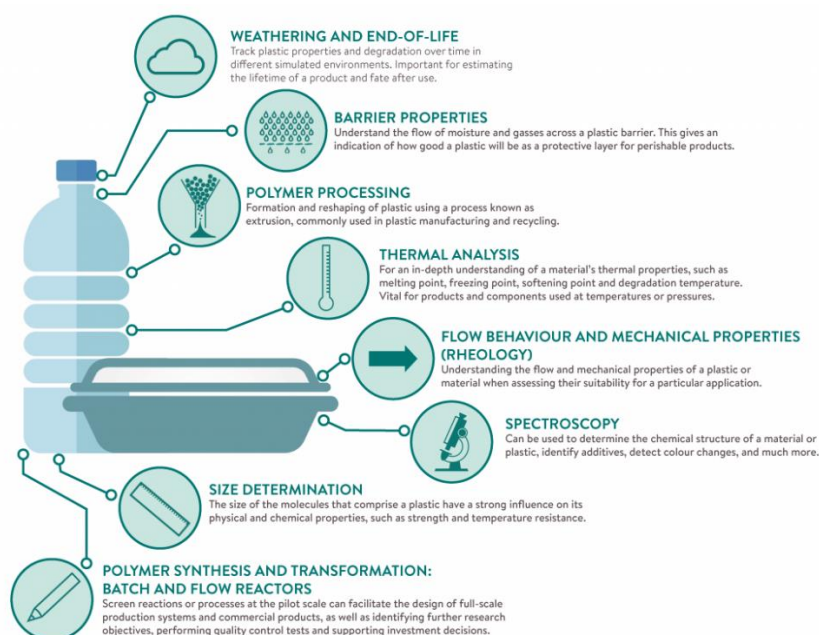 WEATHERING AND END-OF-LIFE
Track plastic properties and degradation over time in
different simulated environments. Important for estimating
the lifetime of a product and fate after use.
BARRIER PROPERTIES
Understand the flow of moisture and gasses across a plastic barrier. This gives an
indication of how good a plastic will be as a protective layer for perishable products.
POLYMER PROCESSING
Formation and reshaping of plastic using a process known as
extrusion, commonly used in plastic manufacturing and recycling.
THERMAL ANALYSIS
For an in-depth understanding of a material's thermal properties, such as
melting point, freezing point, softening point and degradation temperature.
Vital for products and components used at temperatures or pressures.
FLOW BEHAVIOUR AND MECHANICAL PROPERTIES
(RHEOLOGY)
Understanding the flow and mechanical properties of a plastic or
material when assessing their suitability for a particular application.
SPECTROSCOPY
Can be used to determine the chemical structure of a material or
plastic, identify additives, detect colour changes, and much more.
SIZE DETERMINATION
The size of the molecules that comprise a plastic have a strong influence on its
physical and chemical properties, such as strength and temperature resistance.
POLYMER SYNTHESIS AND TRANSFORMATION:
BATCH AND FLOW REACTORS
Screen reactions or processes at the pilot scale can facilitate the design of full-scale
production systems and commercial products, as well as identifying further research
objectives, performing quality control tests and supporting investment decisions.